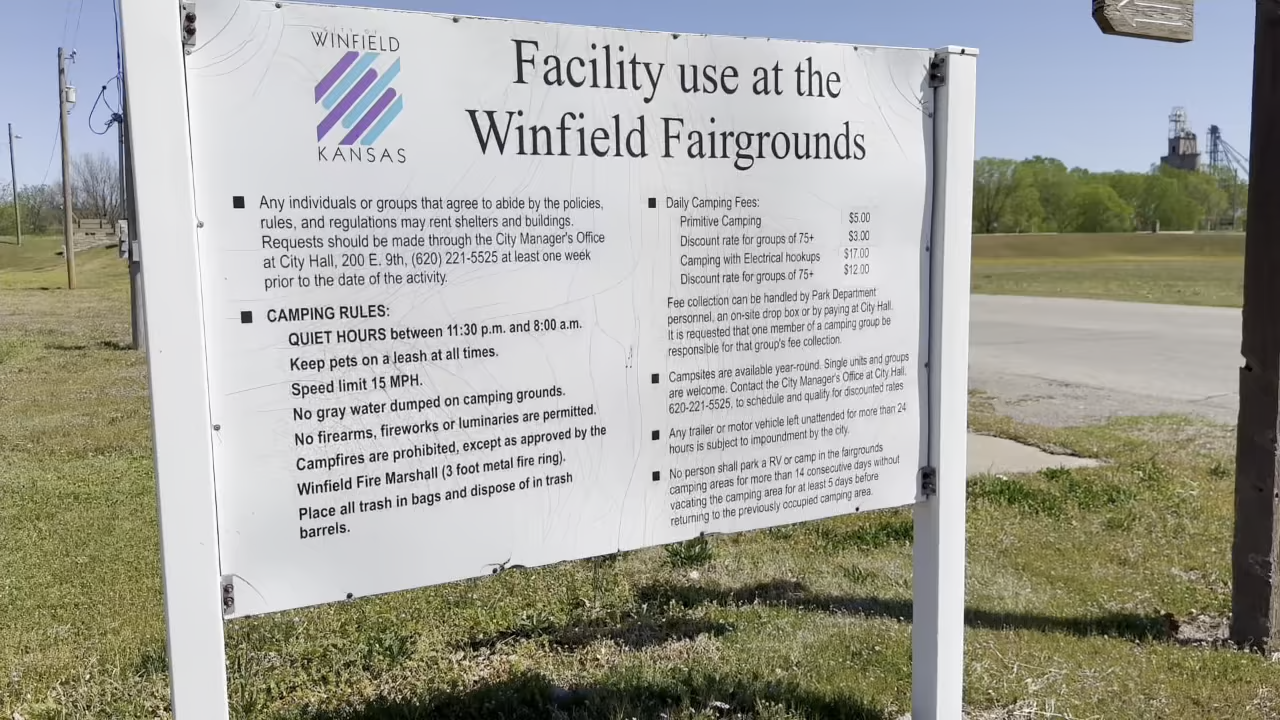 WINFIELD
KANSAS
Facility use at the
Winfield Fairgrounds
Any individuals or groups that agree to abide by the policies,
rules, and regulations may rent shelters and buildings.
Requests should be made through the City Manager's Office
at City Hall, 200 E. 9th, (620) 221-5525 at least one week
prior to the date of the activity.
CAMPING RULES:
QUIET HOURS between 11:30 p.m. and 8:00 a.m.
Keep pets on a leash at all times.
Speed limit 15 MPH.
No gray water dumped on camping grounds.
No firearms, fireworks or luminaries are permitted.
Campfires are prohibited, except as approved by the
Winfield Fire Marshall (3 foot metal fire ring).
Place all trash in bags and dispose of in trash
barrels.
Daily Camping Fees:
Primitive Camping $5.00
Discount rate for groups of 75+ $3.00
Camping with Electrical hookups $17.00
Discount rate for groups of 75+ $12.00
Fee collection can be handled by Park Department
personnel, an on-site drop box or by paying at City Hall.
It is requested that one member of a camping group be
responsible for that group's fee collection.
Campsites are available year-round. Single units and groups
are welcome. Contact the City Manager's Office at City Hall,
620-221-5525, to schedule and qualify for discounted rates
Any trailer or motor vehicle left unattended for more than 24
hours is subject to impoundment by the city.
No person shall park a RV or camp in the fairgrounds
camping areas for more than 14 consecutive days without
vacating the camping area for at least 5 days before
returning to the previously occupied camping area.